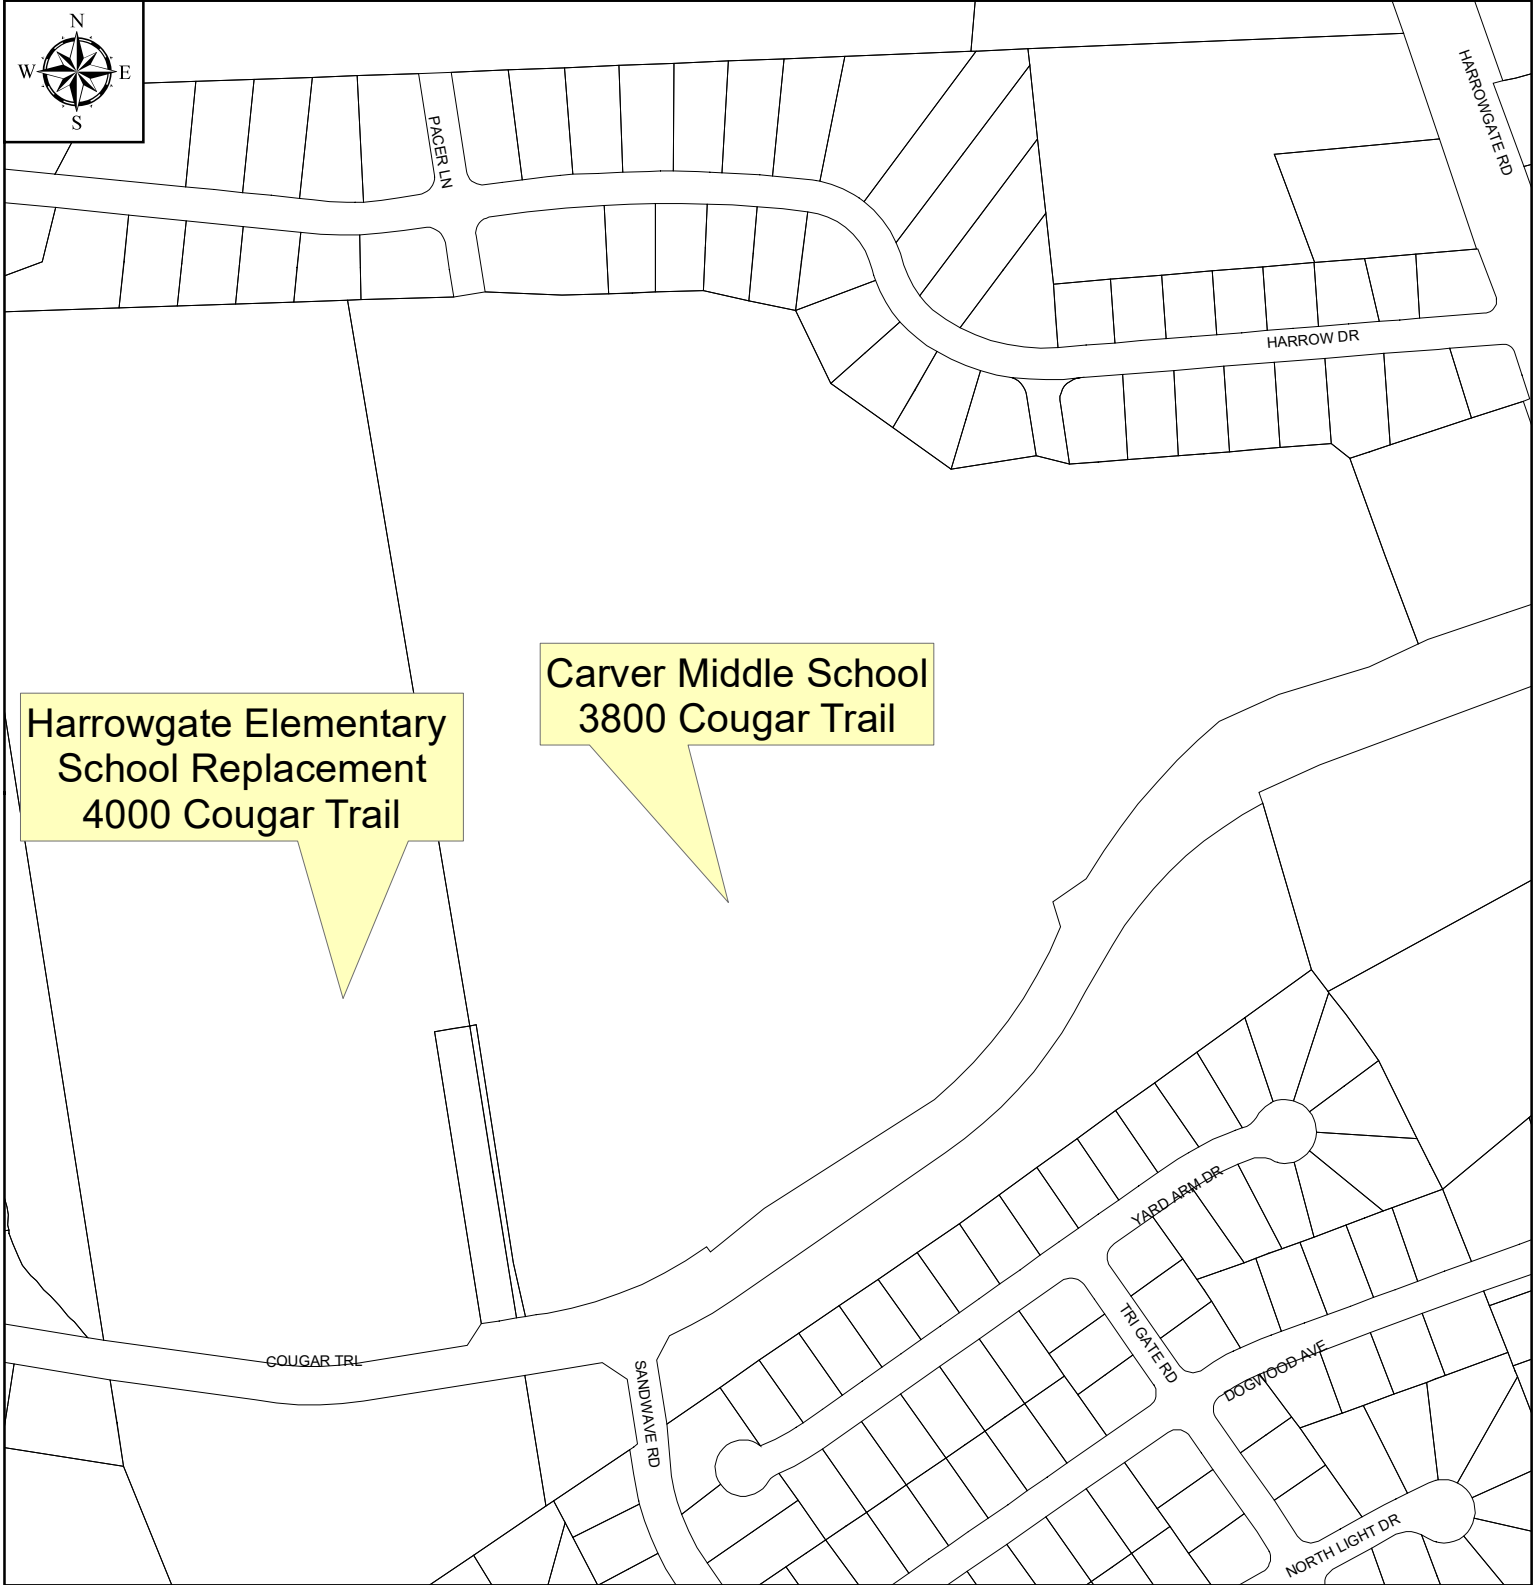 N
W E
S
PACER LN
HARROWGATE RD
HARROW DR
Carver Middle School
3800 Cougar Trail
Harrowgate Elementary
School Replacement
4000 Cougar Trail
YARD ARM DR
TRI GATE RD
COUGAR TRL
SANDWAVE RD
DOGWOOD AVE
NORTH LIGHT DR